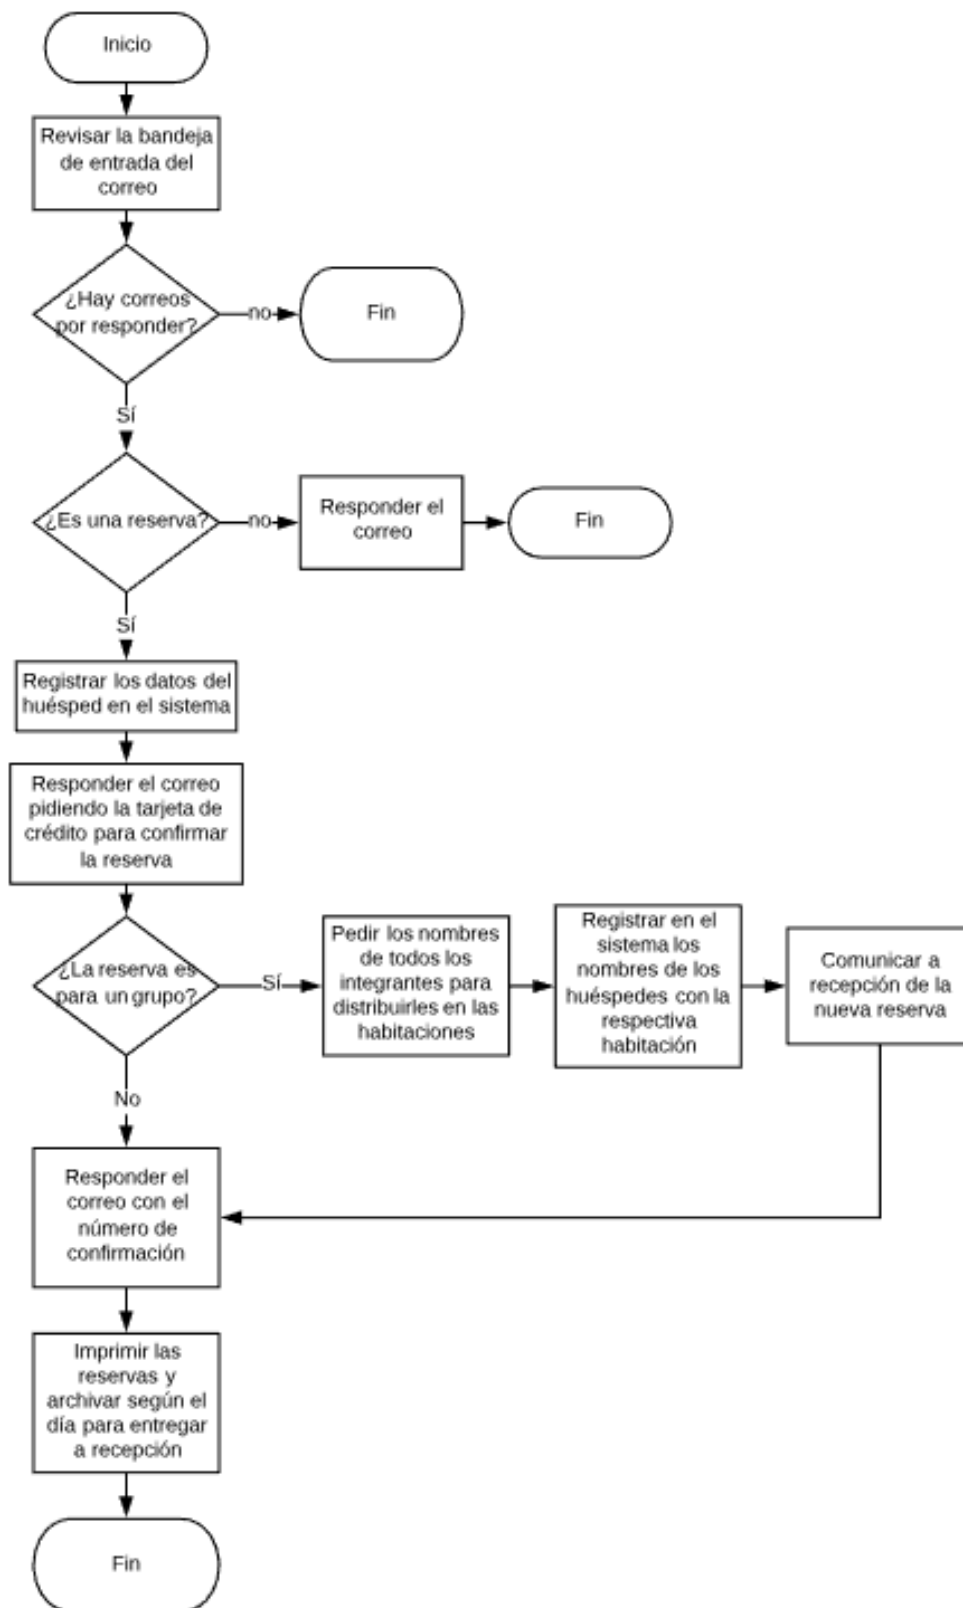 Inicio
Revisar la bandeja
de entrada del
correo
¿Hay correos
por responder?
no
Fin
Sí
¿Es una reserva?
no
Responder el
correo
Fin
Sí
Registrar los datos del
huésped en el sistema
Responder el correo
pidiendo la tarjeta de
crédito para confirmar
la reserva
¿La reserva es
para un grupo?
Sí
Pedir los nombres
de todos los
integrantes para
distribuirles en las
habitaciones
Registrar en el
sistema los
nombres de los
huéspedes con la
respectiva
habitación
Comunicar a
recepción de la
nueva reserva
No
Responder el
correo con el
número de
confirmación
Imprimir las
reservas y
archivar según el
día para entregar
a recepción
Fin